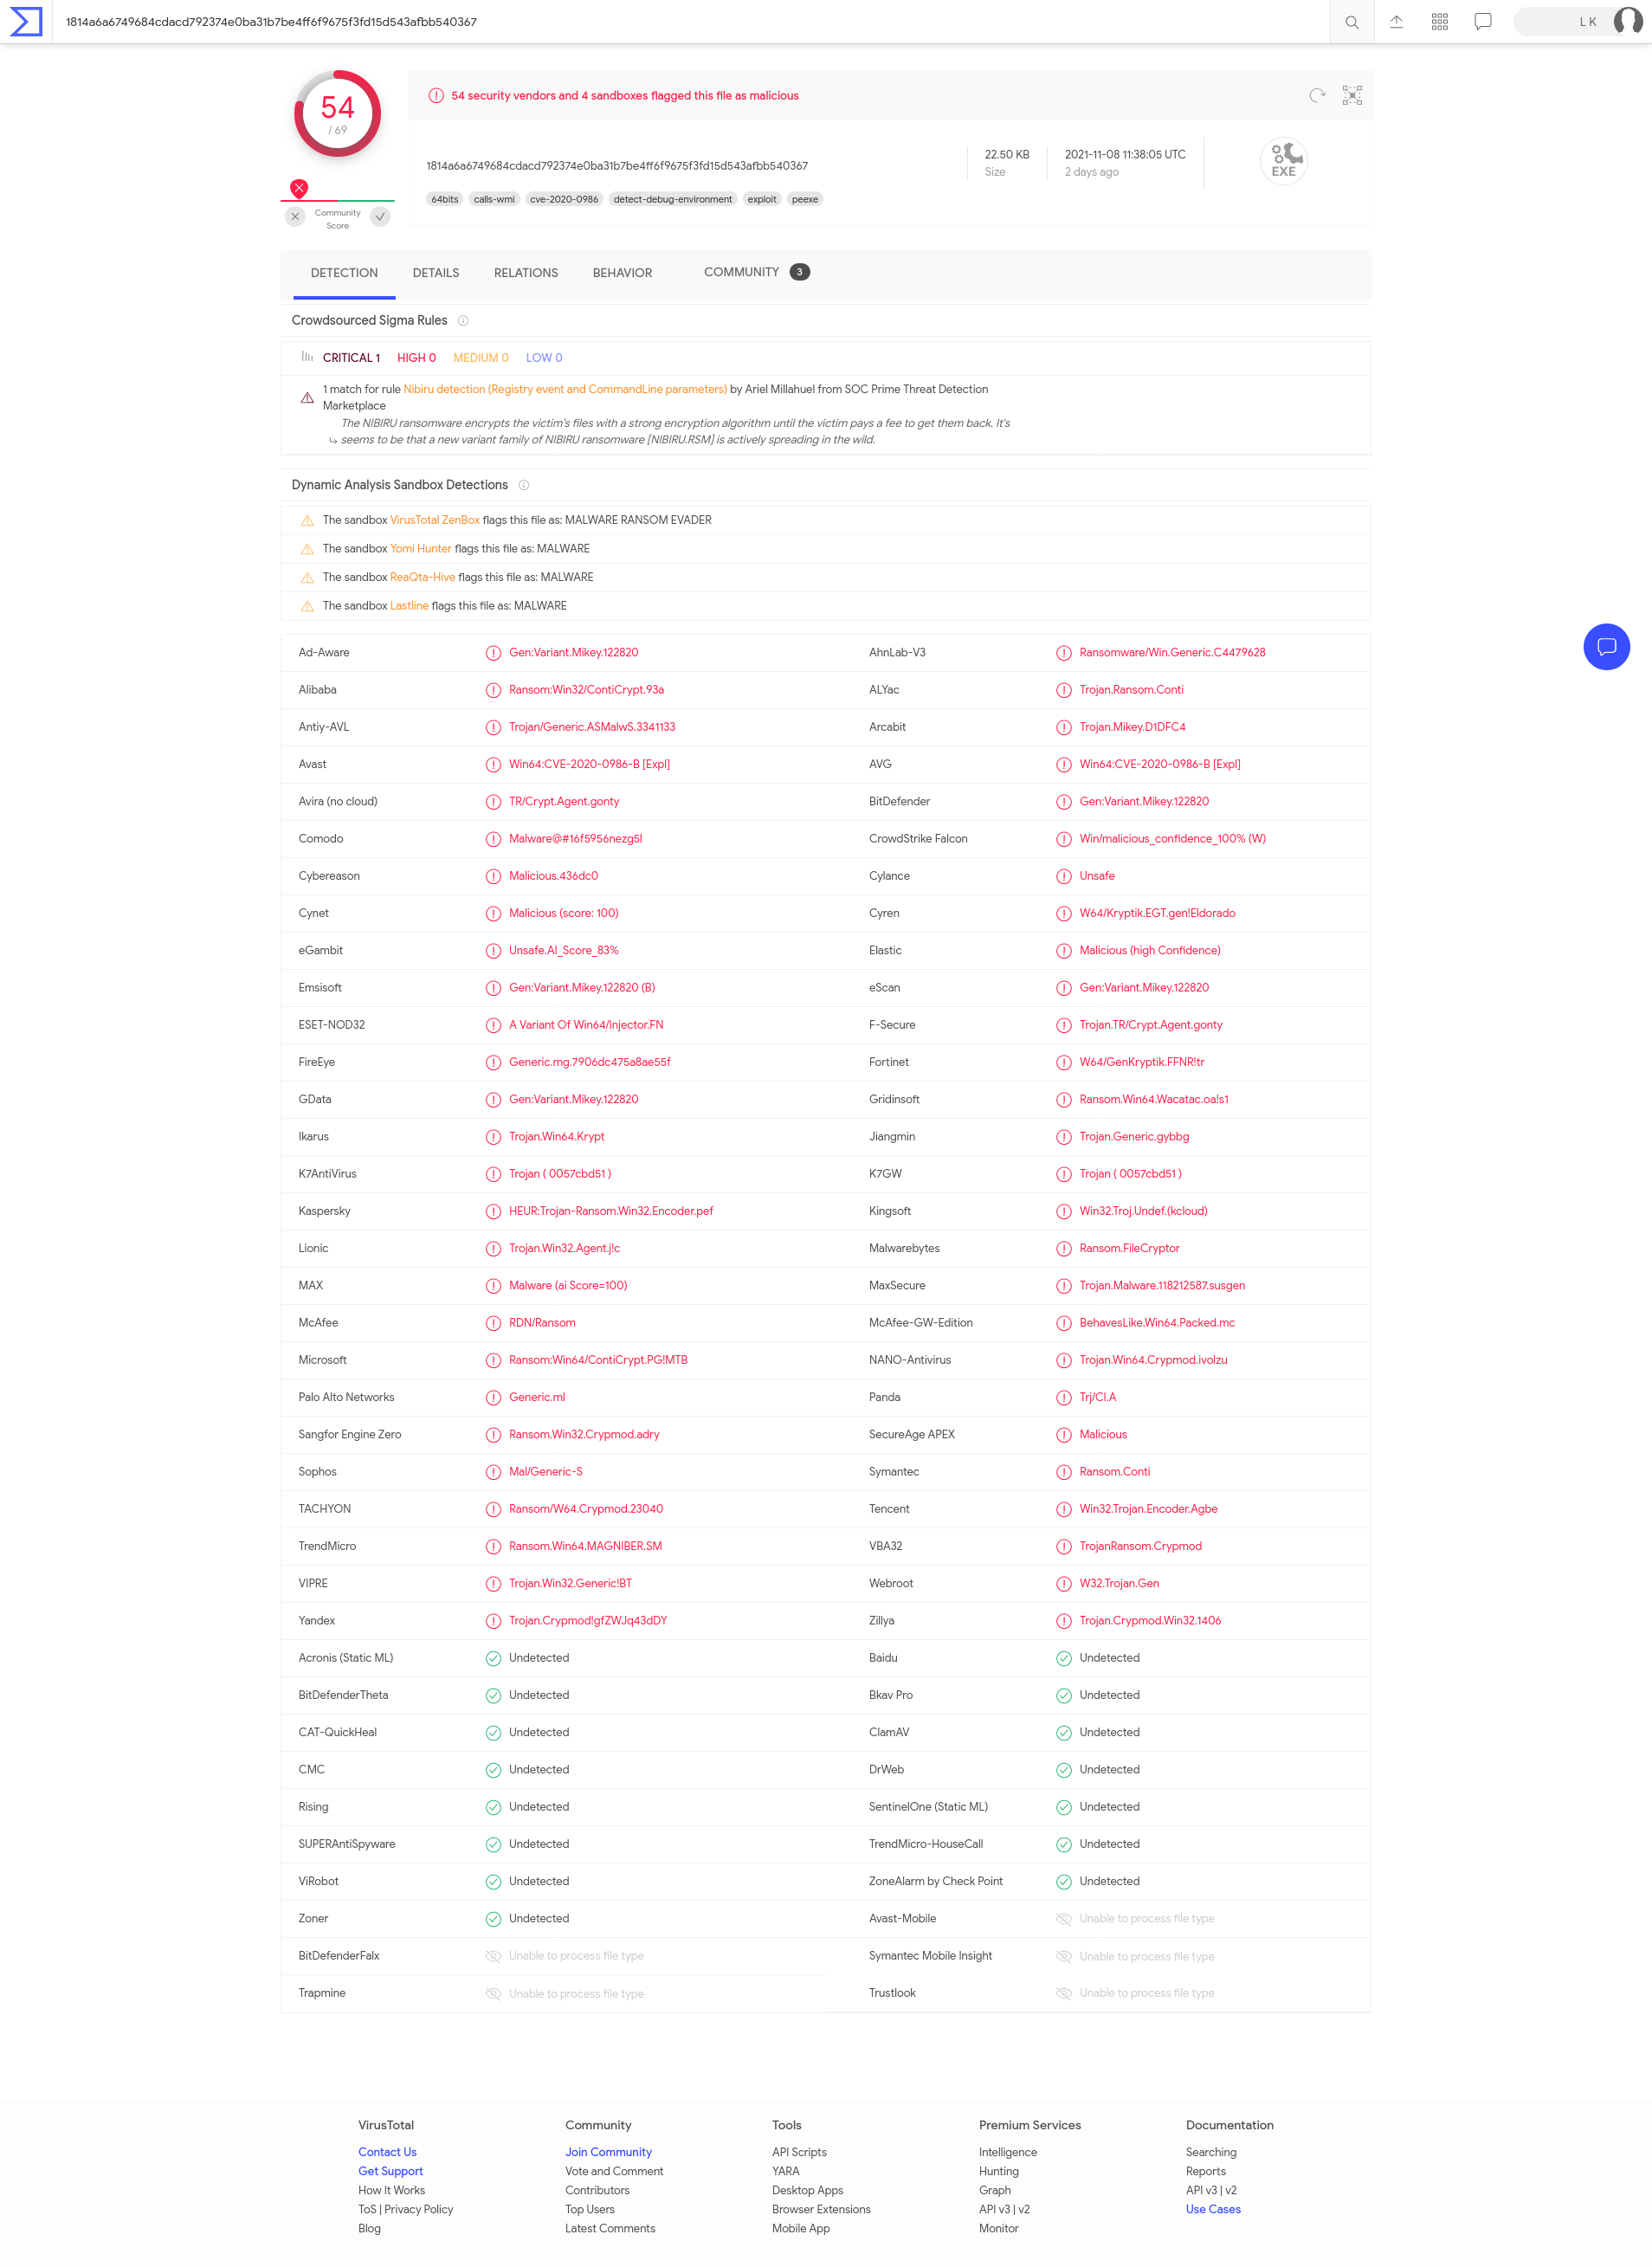 1814a6a6749684cdacd792374e0ba31b7be4ff6f9675f3fd15d543afbb540367
L K
54
/ 69
Community
Score
54 security vendors and 4 sandboxes flagged this file as malicious
1814a6a6749684cdacd792374e0ba31b7be4ff6f9675f3fd15d543afbb540367
64bits calls-wmi cve-2020-0986 detect-debug-environment exploit peexe
22.50 KB
Size
2021-11-08 11:38:05 UTC
2 days ago
EXE
DETECTION DETAILS RELATIONS BEHAVIOR COMMUNITY 3
Crowdsourced Sigma Rules
CRITICAL 1 HIGH 0 MEDIUM 0 LOW 0
1 match for rule Nibiru detection (Registry event and CommandLine parameters) by Ariel Millahuel from SOC Prime Threat Detection
Marketplace
The NIBIRU ransomware encrypts the victim's files with a strong encryption algorithm until the victim pays a fee to get them back. It's
seems to be that a new variant family of NIBIRU ransomware [NIBIRU.RSM] is actively spreading in the wild.
Dynamic Analysis Sandbox Detections
The sandbox VirusTotal ZenBox flags this file as: MALWARE RANSOM EVADER
The sandbox Yomi Hunter flags this file as: MALWARE
The sandbox ReaQta-Hive flags this file as: MALWARE
The sandbox Lastline flags this file as: MALWARE
Ad-Aware Gen:Variant.Mikey.122820 AhnLab-V3 Ransomware/Win.Generic.C4479628
Alibaba Ransom:Win32/ContiCrypt.93a ALYac Trojan.Ransom.Conti
Antiy-AVL Trojan/Generic.ASMalwS.3341133 Arcabit Trojan.Mikey.D1DFC4
Avast Win64:CVE-2020-0986-B [Expl] AVG Win64:CVE-2020-0986-B [Expl]
Avira (no cloud) TR/Crypt.Agent.gonty BitDefender Gen:Variant.Mikey.122820
Comodo Malware@#16f5956nezg5l CrowdStrike Falcon Win/malicious_confidence_100% (W)
Cybereason Malicious.436dc0 Cylance Unsafe
Cynet Malicious (score: 100) Cyren W64/Kryptik.EGT.gen!Eldorado
eGambit Unsafe.AI_Score_83% Elastic Malicious (high Confidence)
Emsisoft Gen:Variant.Mikey.122820 (B) eScan Gen:Variant.Mikey.122820
ESET-NOD32 A Variant Of Win64/Injector.FN F-Secure Trojan.TR/Crypt.Agent.gonty
FireEye Generic.mg.7906dc475a8ae55f Fortinet W64/GenKryptik.FFNR!tr
GData Gen:Variant.Mikey.122820 Gridinsoft Ransom.Win64.Wacatac.oa!s1
Ikarus Trojan.Win64.Krypt Jiangmin Trojan.Generic.gybbg
K7AntiVirus Trojan ( 0057cbd51 ) K7GW Trojan ( 0057cbd51 )
Kaspersky HEUR:Trojan-Ransom.Win32.Encoder.pef Kingsoft Win32.Troj.Undef.(kcloud)
Lionic Trojan.Win32.Agent.j!c Malwarebytes Ransom.FileCryptor
MAX Malware (ai Score=100) MaxSecure Trojan.Malware.118212587.susgen
McAfee RDN/Ransom McAfee-GW-Edition BehavesLike.Win64.Packed.mc
Microsoft Ransom:Win64/ContiCrypt.PG!MTB NANO-Antivirus Trojan.Win64.Crypmod.ivolzu
Palo Alto Networks Generic.ml Panda Trj/CI.A
Sangfor Engine Zero Ransom.Win32.Crypmod.adry SecureAge APEX Malicious
Sophos Mal/Generic-S Symantec Ransom.Conti
TACHYON Ransom/W64.Crypmod.23040 Tencent Win32.Trojan.Encoder.Agbe
TrendMicro Ransom.Win64.MAGNIBER.SM VBA32 TrojanRansom.Crypmod
VIPRE Trojan.Win32.Generic!BT Webroot W32.Trojan.Gen
Yandex Trojan.Crypmod!gfZWJq43dDY Zillya Trojan.Crypmod.Win32.1406
Acronis (Static ML) Undetected Baidu Undetected
BitDefenderTheta Undetected Bkav Pro Undetected
CAT-QuickHeal Undetected ClamAV Undetected
CMC Undetected DrWeb Undetected
Rising Undetected SentinelOne (Static ML) Undetected
SUPERAntiSpyware Undetected TrendMicro-HouseCall Undetected
ViRobot Undetected ZoneAlarm by Check Point Undetected
Zoner Undetected Avast-Mobile Unable to process file type
BitDefenderFalx Unable to process file type Symantec Mobile Insight Unable to process file type
Trapmine Unable to process file type Trustlook Unable to process file type
VirusTotal Community Tools Premium Services Documentation
Contact Us Join Community API Scripts Intelligence Searching
Get Support Vote and Comment YARA Hunting Reports
How It Works Contributors Desktop Apps Graph API v3 | v2
ToS | Privacy Policy Top Users Browser Extensions API v3 | v2 Use Cases
Blog Latest Comments Mobile App Monitor